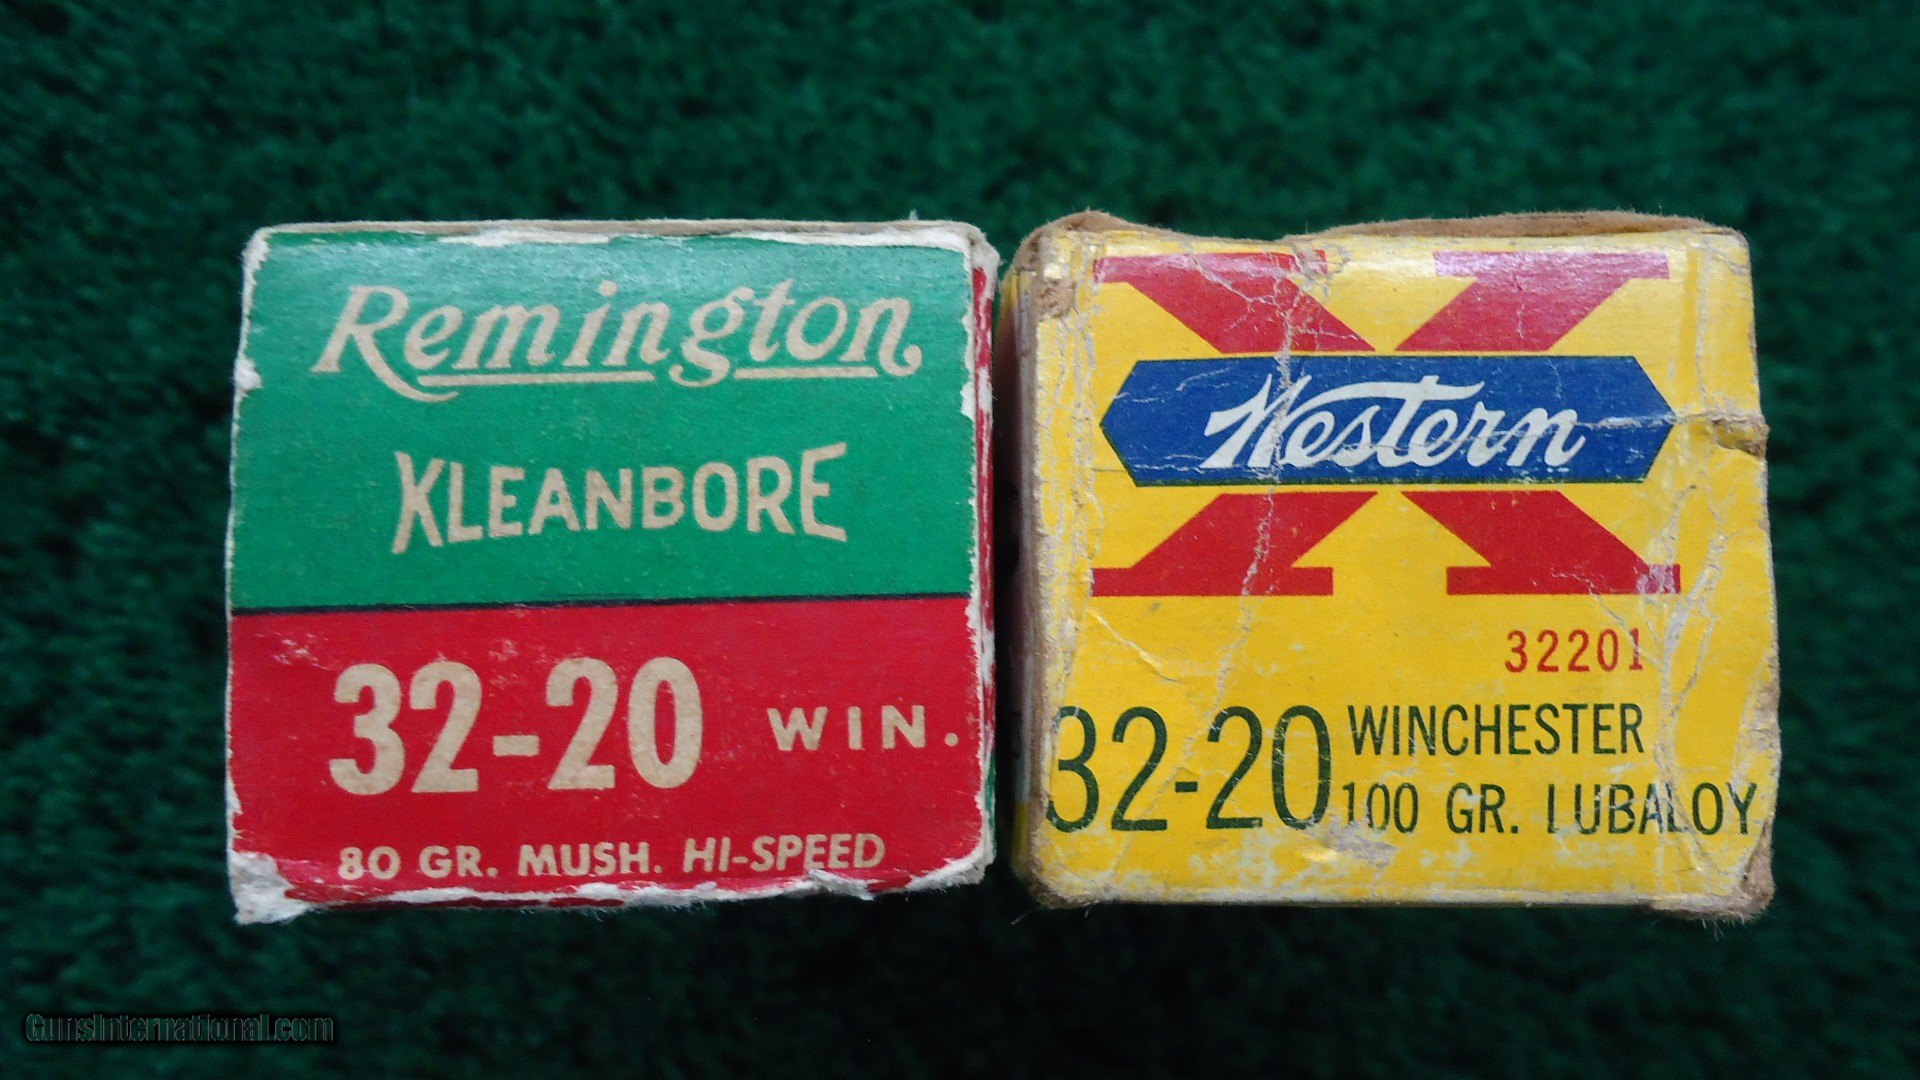 Remington
KLEANBORE
32-20 WIN.
80 GR. MUSH. HI-SPEED
X
Western
32201
32-20 WINCHESTER
100 GR. LUBALOY
GunsInternational.com